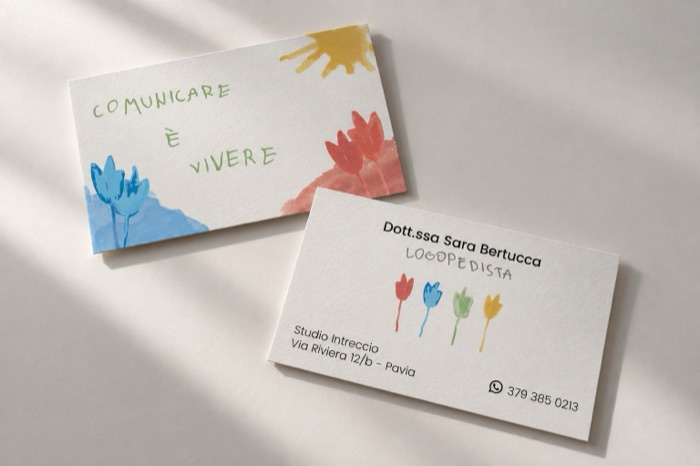 COMUNICARE
È
VIVERE
Dott.ssa Sara Bertucca
LOGOPEDISTA
Studio Intreccio
Via Riviera 12/b - Pavia
379 385 0213